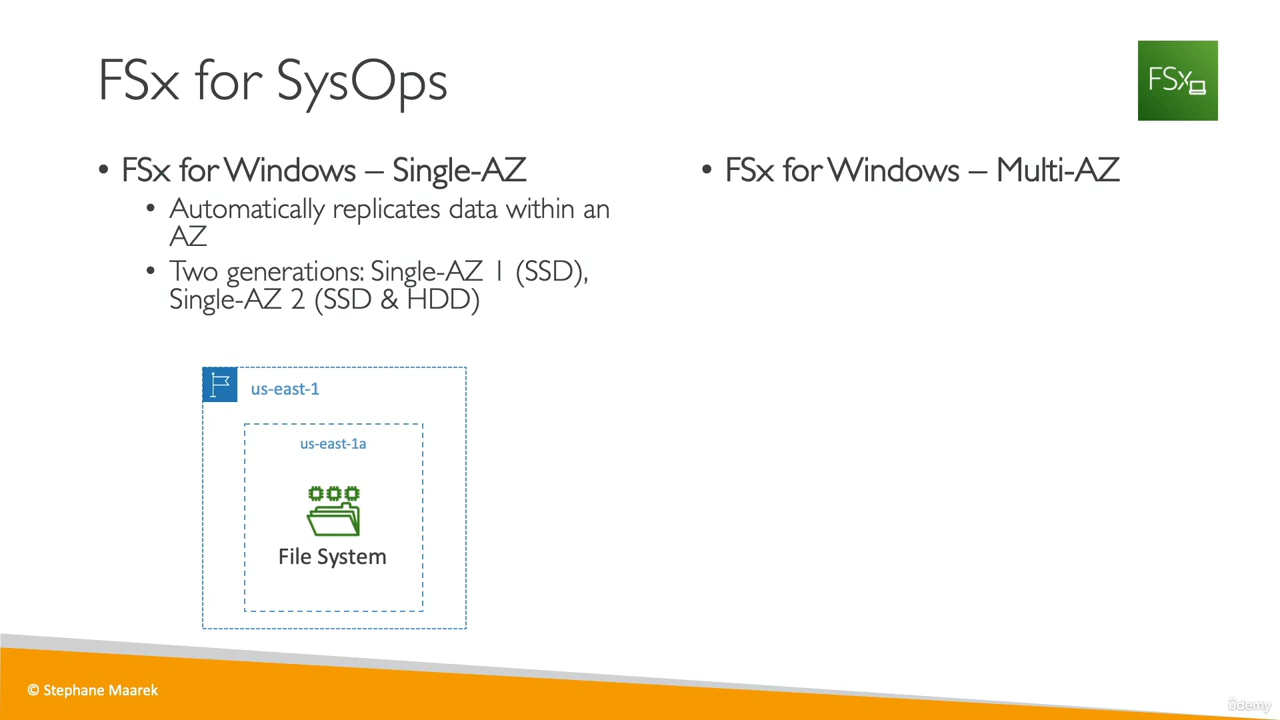 FSx for SysOps
FSx
• FSx for Windows – Single-AZ
• Automatically replicates data within an
AZ
• Two generations: Single-AZ 1 (SSD),
Single-AZ 2 (SSD & HDD)
us-east-1
us-east-1a
File System
• FSx for Windows – Multi-AZ
© Stephane Maarek
ûdemy